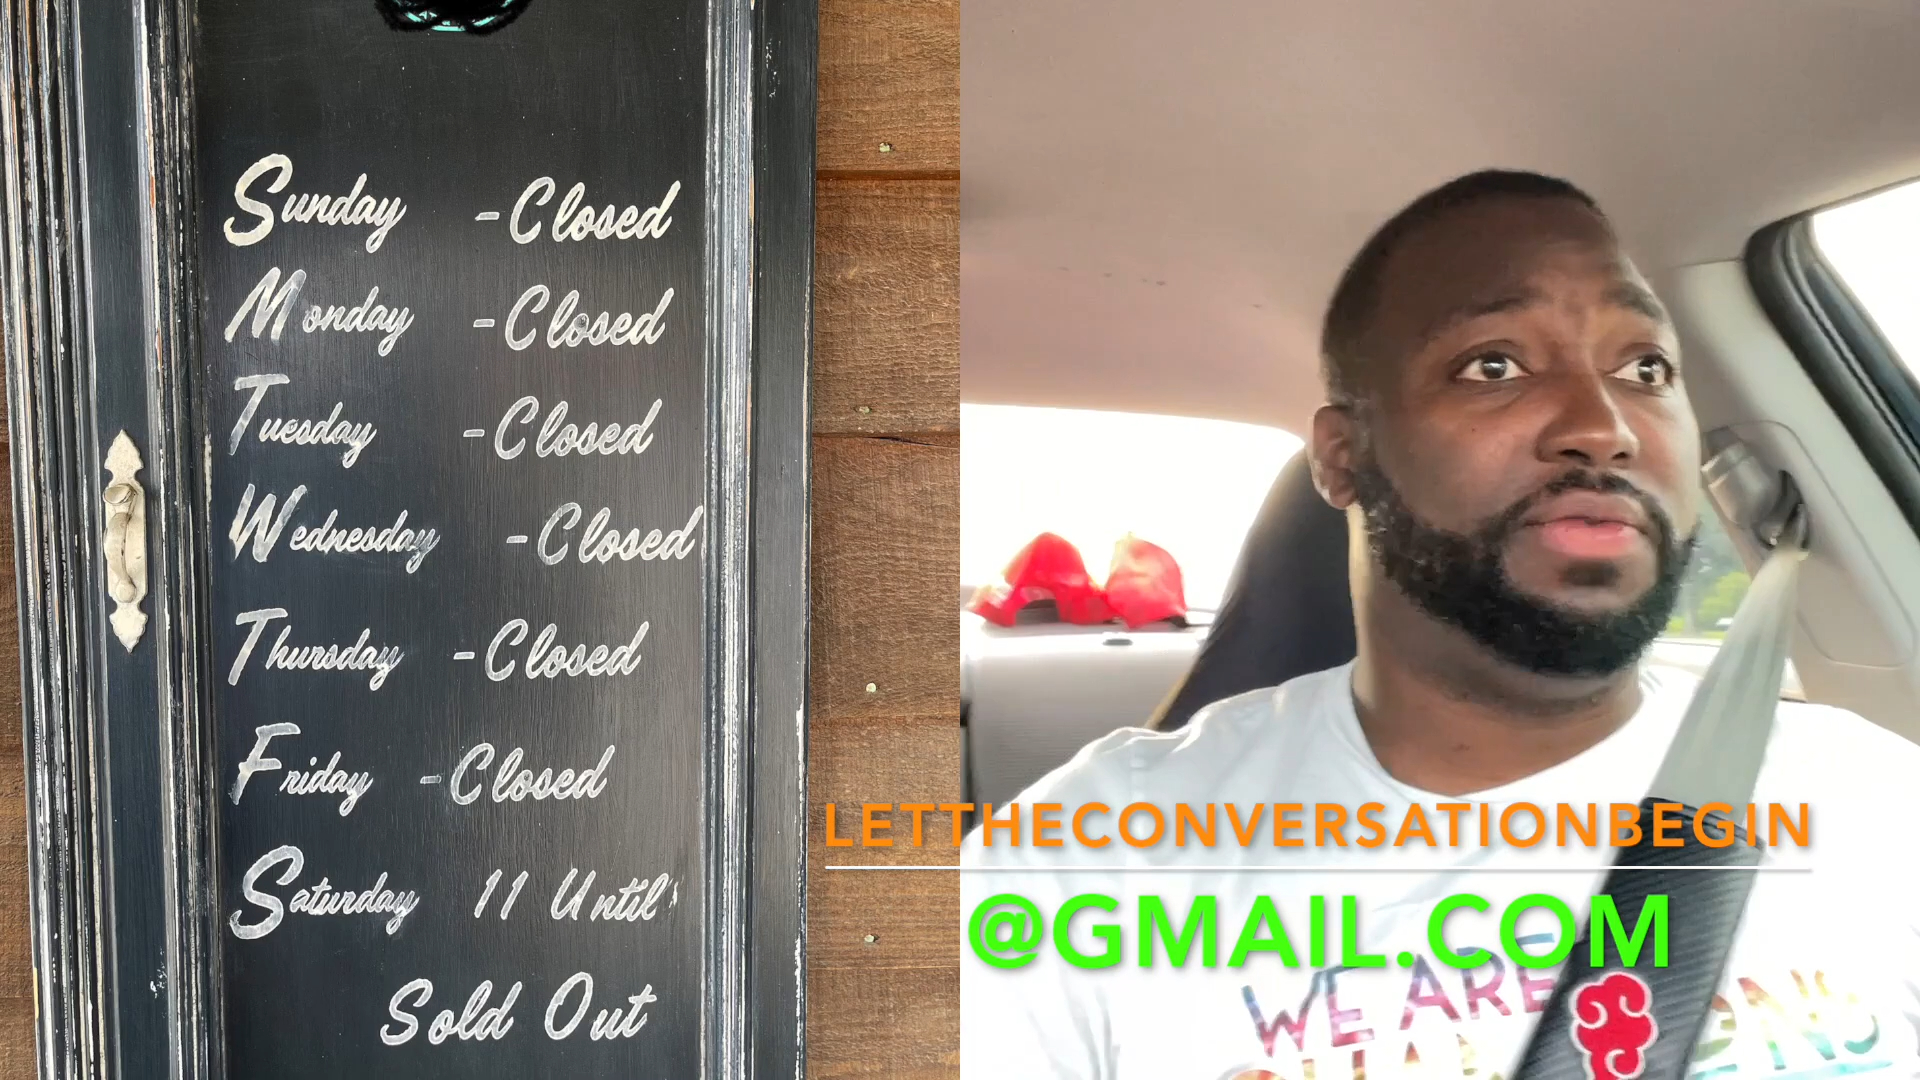 Sunday - Closed
Monday - Closed
Tuesday - Closed
Wednesday - Closed
Thursday - Closed
Friday - Closed
Saturday 11 Until
Sold Out
LETTHECONVERSATIONBEGIN
@GMAIL.COM
WE ARE